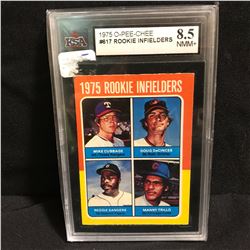 KSA
1975 O-PEE-CHEE
#617 ROOKIE INFIELDERS
8.5
NMM+
1975 ROOKIE INFIELDERS
MIKE CUBBAGE
DOUG DeCINCES
REGGIE SANDERS
MANNY TRILLO